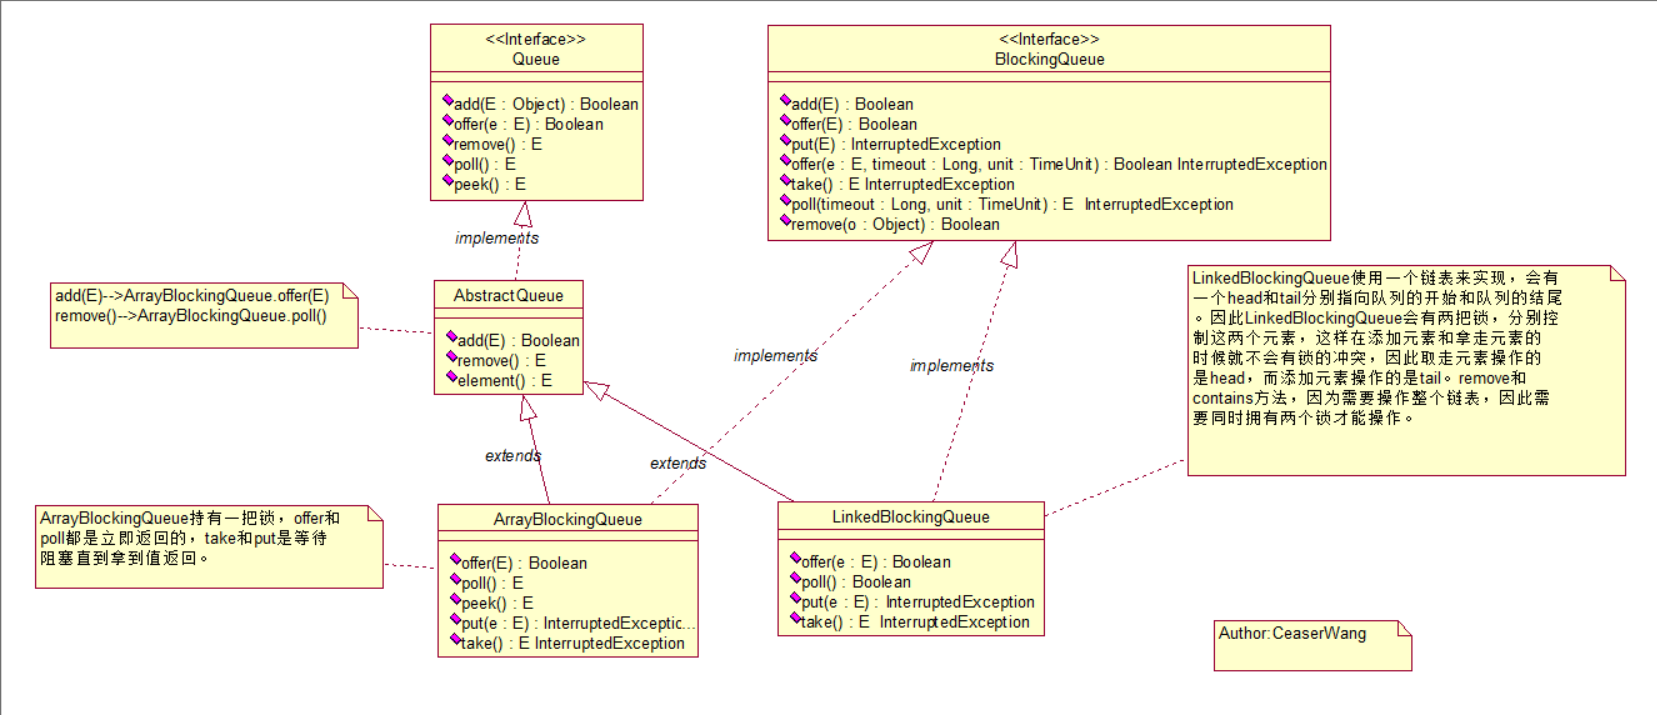 <<Interface>>
Queue
add(E : Object) : Boolean
offer(e : E) : Boolean
remove() : E
poll() : E
peek() : E
<<Interface>>
BlockingQueue
add(E) : Boolean
offer(E) : Boolean
put(E) : InterruptedException
offer(e : E, timeout : Long, unit : TimeUnit) : Boolean InterruptedException
take() : E InterruptedException
poll(timeout : Long, unit : TimeUnit) : E InterruptedException
remove(o : Object) : Boolean
implements
add(E)-->ArrayBlockingQueue.offer(E)
remove()-->ArrayBlockingQueue.poll()
AbstractQueue
add(E) : Boolean
remove() : E
element() : E
implements
implements
LinkedBlockingQueue使用一个链表来实现，会有
一个head和tail分别指向队列的开始和队列的结尾
。因此LinkedBlockingQueue会有两把锁，分别控
制这两个元素，这样在添加元素和拿走元素的
时候就不会有锁的冲突，因此取走元素操作的
是head，而添加元素操作的是tail。remove和
contains方法，因为需要操作整个链表，因此需
要同时拥有两个锁才能操作。
extends
extends
ArrayBlockingQueue持有一把锁，offer和
poll都是立即返回的，take和put是等待
阻塞直到拿到值返回。
ArrayBlockingQueue
offer(E) : Boolean
poll() : E
peek() : E
put(e : E) : InterruptedExceptic...
take() : E InterruptedException
LinkedBlockingQueue
offer(e : E) : Boolean
poll() : Boolean
put(e : E) : InterruptedException
take() : E InterruptedException
Author:CeaserWang